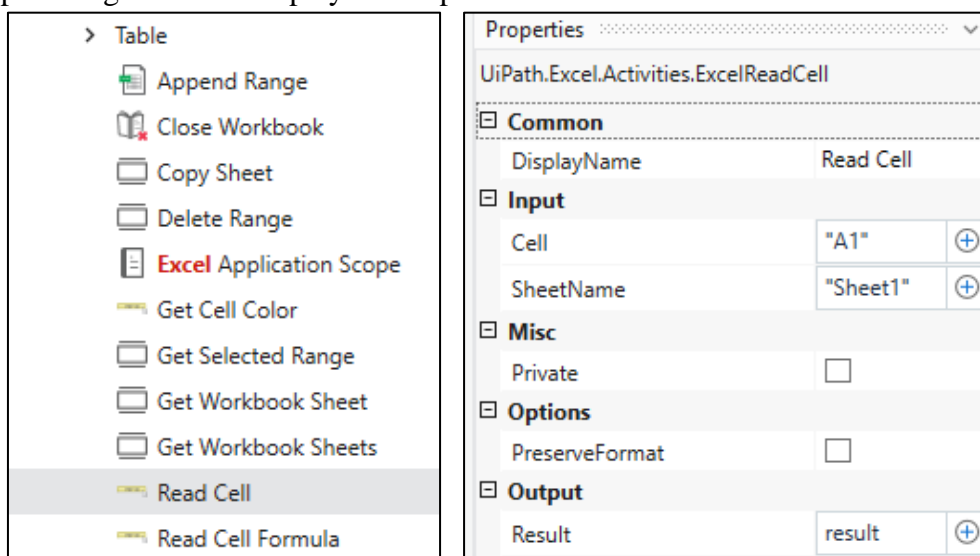 Table
Append Range
Close Workbook
Copy Sheet
Delete Range
Excel Application Scope
Get Cell Color
Get Selected Range
Get Workbook Sheet
Get Workbook Sheets
Read Cell
Read Cell Formula
Properties
UiPath.Excel.Activities.ExcelReadCell
Common
DisplayName Read Cell
Input
Cell "A1"
SheetName "Sheet1"
Misc
Private
Options
PreserveFormat
Output
Result result